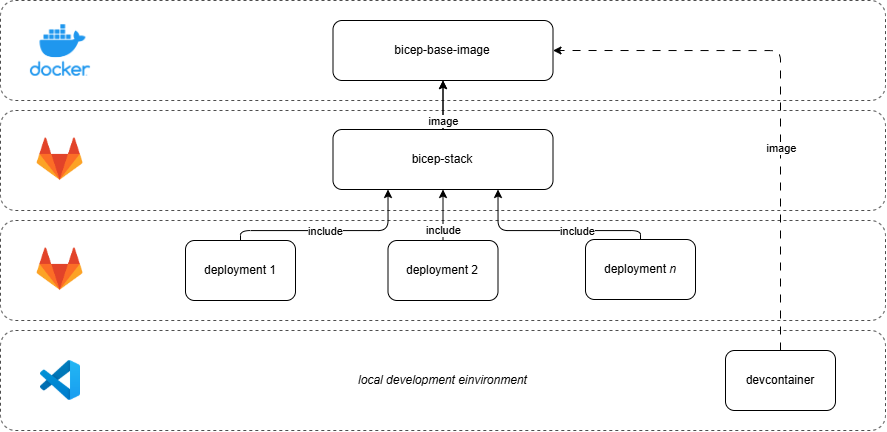 docker
bicep-base-image
image
bicep-stack
image
include
include
include
deployment 1
deployment 2
deployment n
local development einvironment
devcontainer